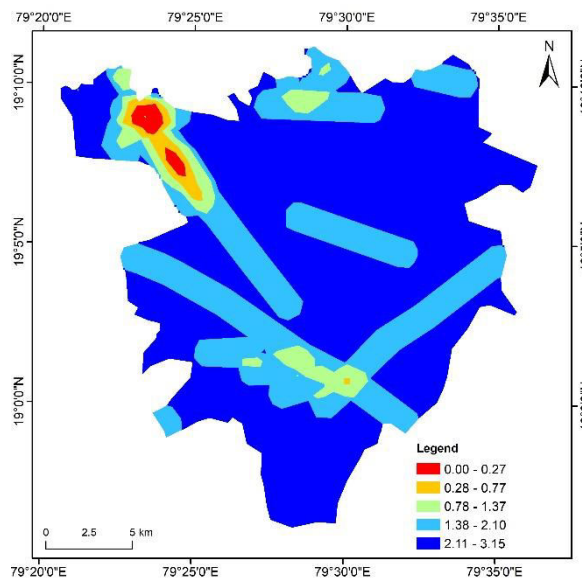 79°20'0"E 79°25'0"E 79°30'0"E 79°35'0"E
N
19°10'0"N
19°5'0"N
19°0'0"N
Legend
0.00 - 0.27
0.28 - 0.77
0.78 - 1.37
1.38 - 2.10
2.11 - 3.15
0 2.5 5 km
79°20'0"E 79°25'0"E 79°30'0"E 79°35'0"E